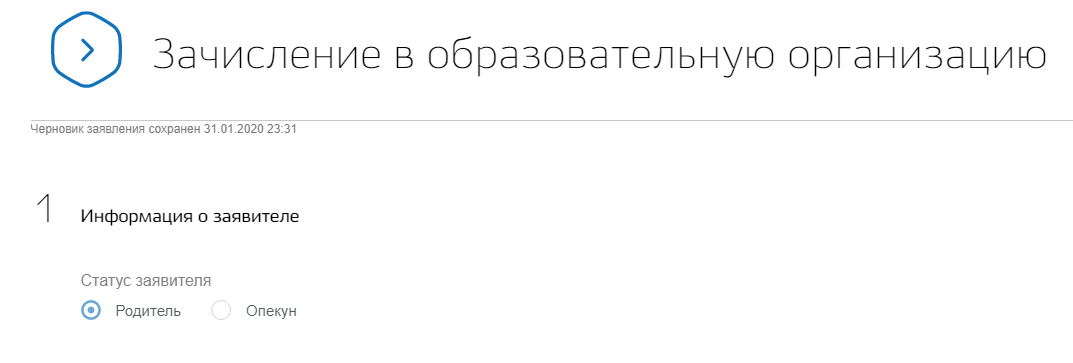 Зачисление в образовательную организацию
Черновик заявления сохранен 31.01.2020 23:31
1 Информация о заявителе
Статус заявителя
Родитель Опекун